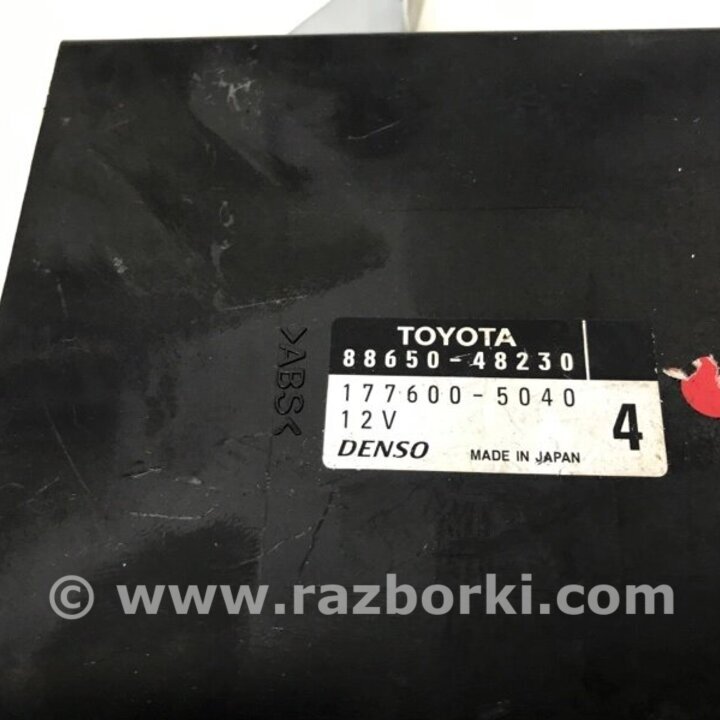 TOYOTA
88650-48230
177600-5040
12V
4
DENSO
MADE IN JAPAN
>ABS<
© www.razborki.com